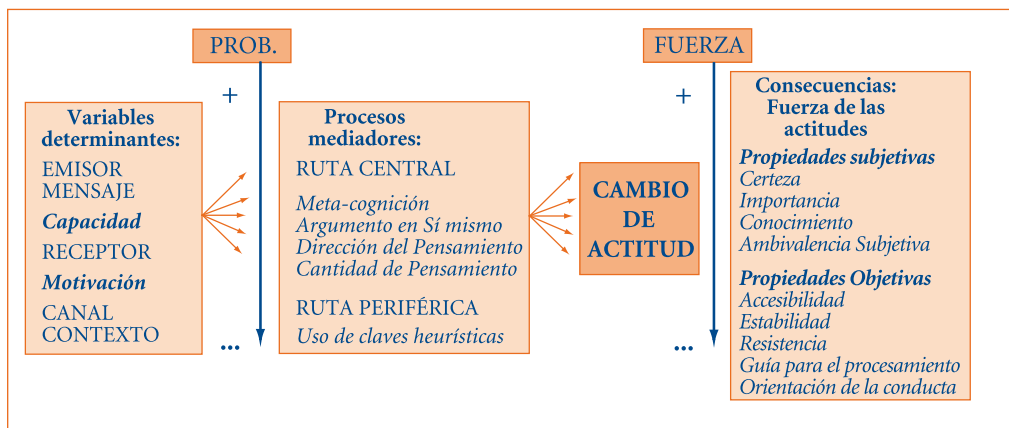 PROB.
+
...
Variables
determinantes:
EMISOR
MENSAJE
Capacidad
RECEPTOR
Motivación
CANAL
CONTEXTO
Procesos
mediadores:
RUTA CENTRAL
Meta-cognición
Argumento en Sí mismo
Dirección del Pensamiento
Cantidad de Pensamiento
RUTA PERIFÉRICA
Uso de claves heurísticas
CAMBIO
DE
ACTITUD
FUERZA
+
...
Consecuencias:
Fuerza de las
actitudes
Propiedades subjetivas
Certeza
Importancia
Conocimiento
Ambivalencia Subjetiva
Propiedades Objetivas
Accesibilidad
Estabilidad
Resistencia
Guía para el procesamiento
Orientación de la conducta